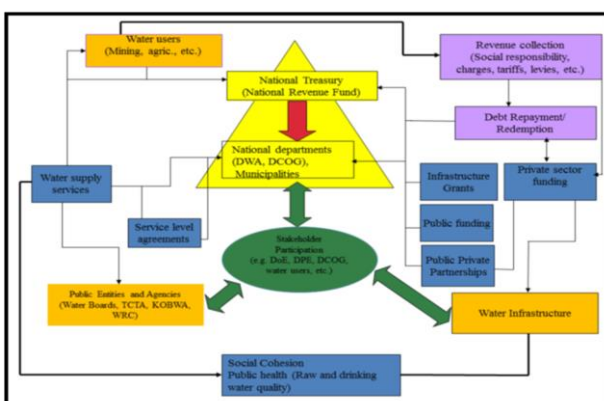 Water users
(Mining, agric., etc.)
Revenue collection
(Social responsibility,
charges, tariffs, levies, etc.)
National Treasury
(National Revenue Fund)
Debt Repayment/
Redemption
National departments
(DWA, DCOG),
Municipalities
Water supply
services
Infrastructure
Grants
Private sector
funding
Service level
agreements
Public funding
Stakeholder
Participation
(e.g. DoE, DPE, DCOG,
water users, etc.)
Public Private
Partnerships
Public Entities and Agencies
(Water Boards, TCTA, KOBWA,
WRC)
Water Infrastructure
Social Cohesion
Public health (Raw and drinking
water quality)